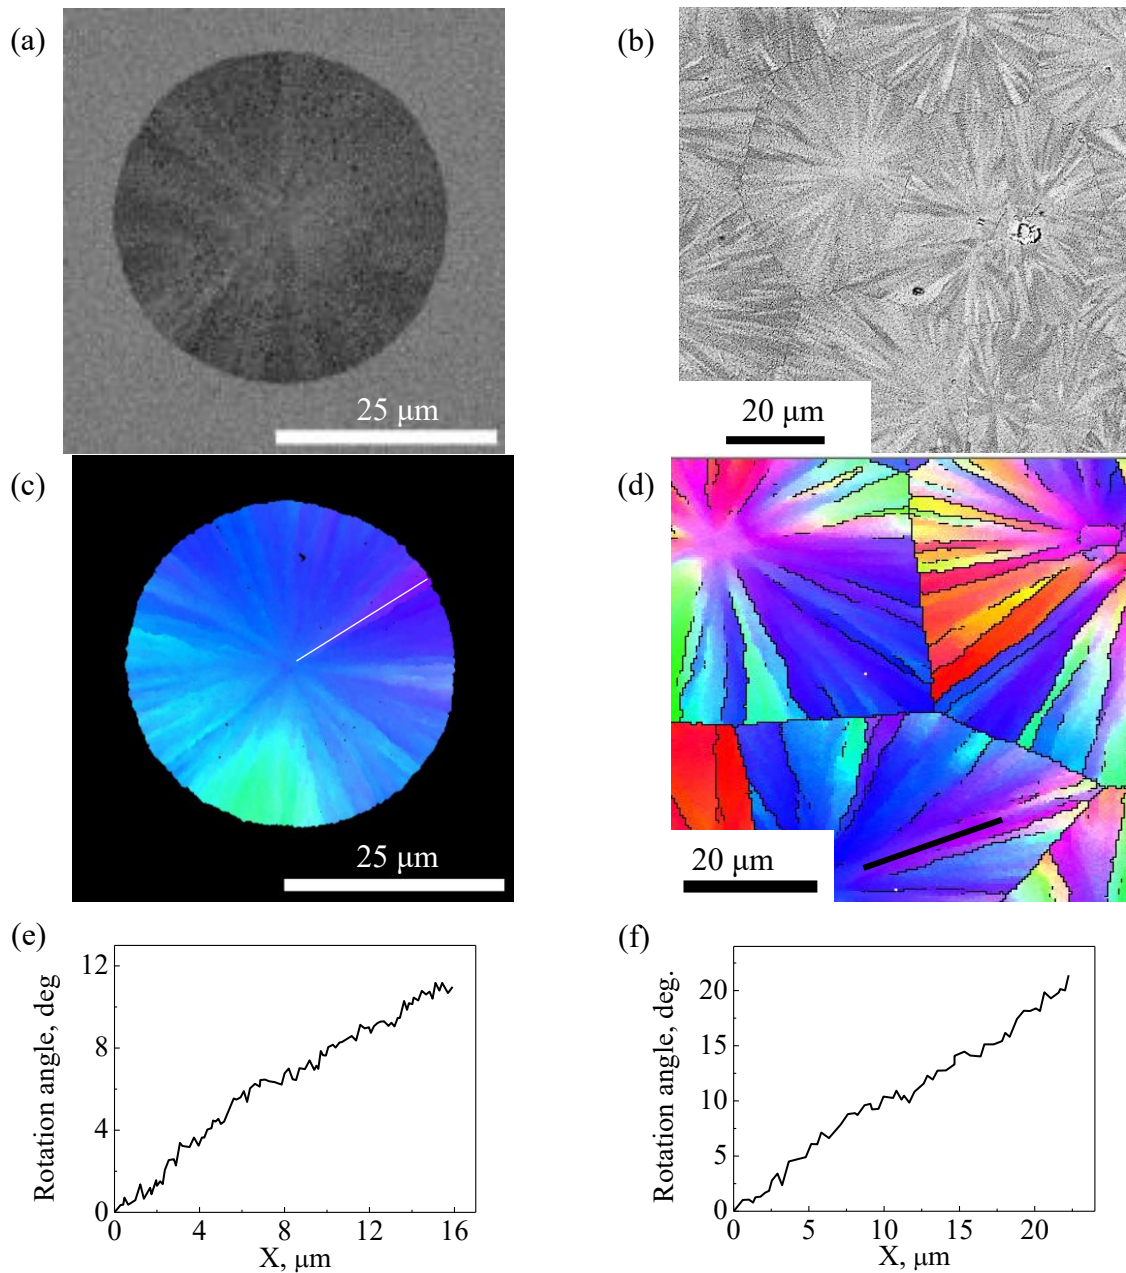 (a)
(b)
25 μm
20 μm
(c)
(d)
25 μm
20 μm
(e)
(f)
Rotation angle, deg
12
8
4
0
0 4 8 12 16
X, μm
Rotation angle, deg.
20
15
10
5
0
0 5 10 15 20
X, μm